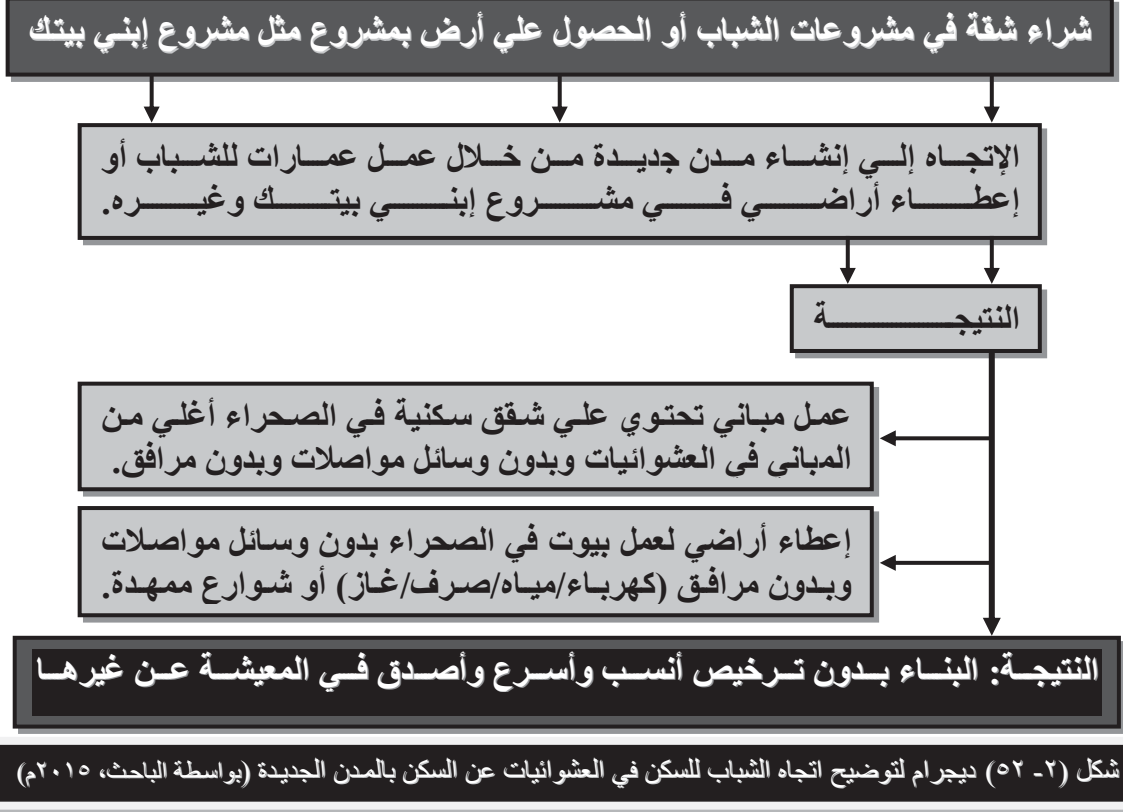 شراء شقة في مشروعات الشباب أو الحصول علي أرض بمشروع مثل مشروع إبني بيتك
الإتجاه إلي إنشاء مدن جديدة من خلال عمل عمارات للشباب أو
إعطاء أراضي في مشروع إبني بيتك وغيره.
النتيجة
عمل مباني تحتوي علي شقق سكنية في الصحراء أغلي من
المباني في العشوائيات وبدون وسائل مواصلات وبدون مرافق.
إعطاء أراضي لعمل بيوت في الصحراء بدون وسائل مواصلات
وبدون مرافق (كهرباء/مياه/صرف/غاز) أو شوارع ممهدة.
النتيجة: البناء بدون ترخيص أنسب وأسرع وأصدق في المعيشة عن غيرها
شكل (٢- ٥٢) ديجرام لتوضيح اتجاه الشباب للسكن في العشوائيات عن السكن بالمدن الجديدة (بواسطة الباحث، ٢٠١٥م)